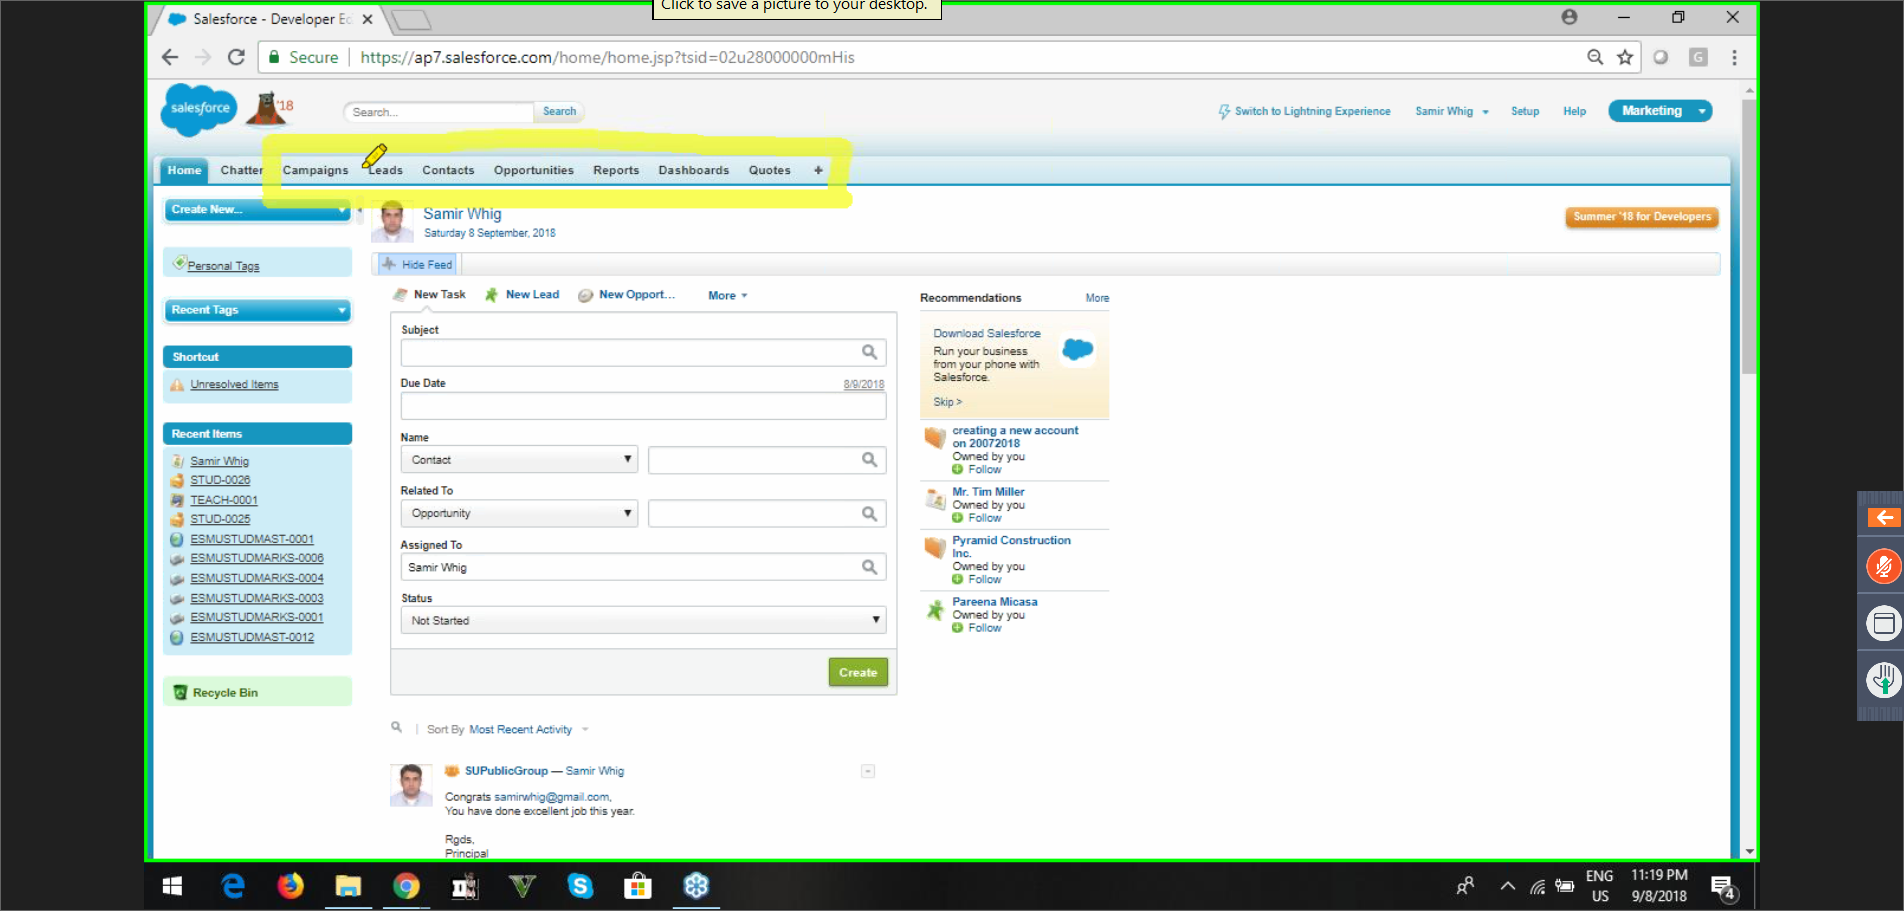 Click to save a picture to your desktop.
Salesforce - Developer Ed
Secure https://ap7.salesforce.com/home/home.jsp?tsid=02u28000000mHis
G
salesforce '18 Search... Search Switch to Lightning Experience Samir Whig Setup Help Marketing
Home Chatter Campaigns Leads Contacts Opportunities Reports Dashboards Quotes +
Create New...
Samir Whig
Saturday 8 September, 2018
Summer '18 for Developers
Personal Tags
Hide Feed
Recent Tags
Shortcut
Unresolved Items
Recent Items
Samir Whig
STUD-0026
TEACH-0001
STUD-0025
ESMUSTUDMAST-0001
ESMUSTUDMARKS-0006
ESMUSTUDMARKS-0004
ESMUSTUDMARKS-0003
ESMUSTUDMARKS-0001
ESMUSTUDMAST-0012
Recycle Bin
New Task New Lead New Opport... More
Subject
Due Date 8/9/2018
Name
Contact
Related To
Opportunity
Assigned To
Samir Whig
Status
Not Started
Create
Recommendations More
Download Salesforce
Run your business
from your phone with
Salesforce.
Skip >
creating a new account
on 20072018
Owned by you
Follow
Mr. Tim Miller
Owned by you
Follow
Pyramid Construction
Inc.
Owned by you
Follow
Pareena Micasa
Owned by you
Follow
Sort By Most Recent Activity
SUPublicGroup — Samir Whig
Congrats samirwhig@gmail.com,
You have done excellent job this year.
Rgds,
Principal
ENG
US
11:19 PM
9/8/2018
4